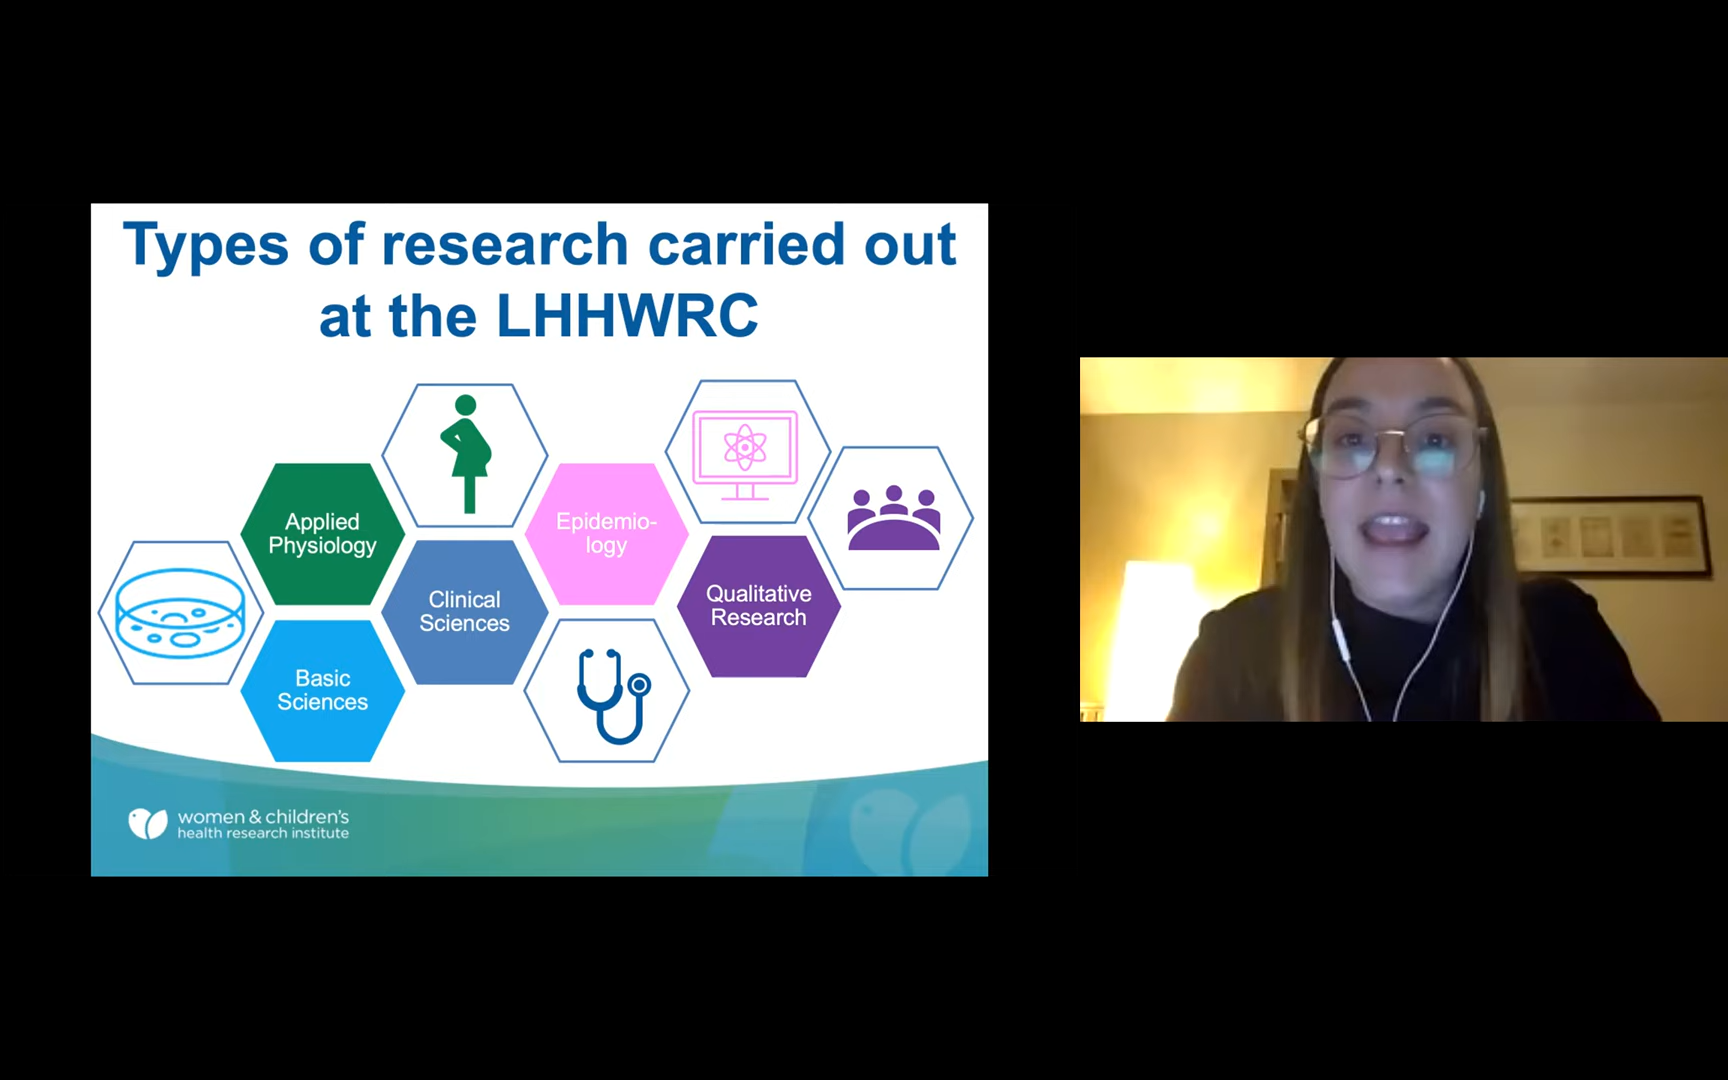 Types of research carried out
at the LHHWRC
Applied
Physiology
Epidemio-
logy
Clinical
Sciences
Qualitative
Research
Basic
Sciences
women & children's
health research institute